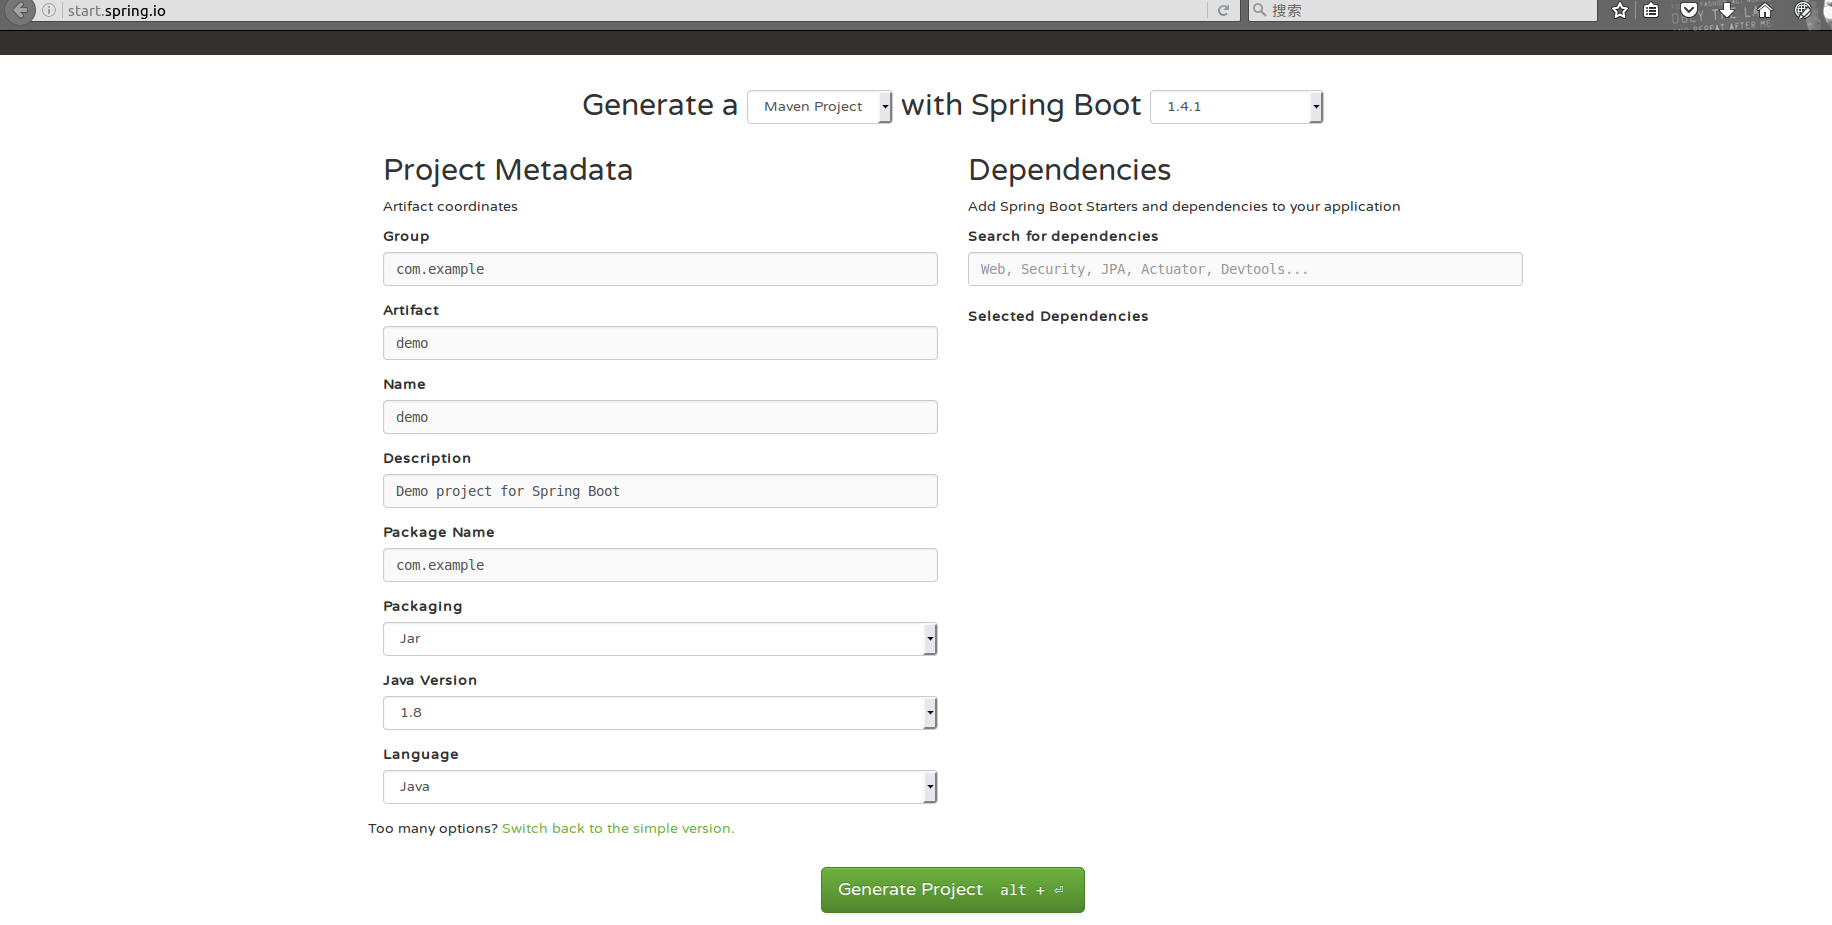 start.spring.io
搜索
Generate a Maven Project with Spring Boot 1.4.1
Project Metadata
Artifact coordinates
Group
com.example
Artifact
demo
Name
demo
Description
Demo project for Spring Boot
Package Name
com.example
Packaging
Jar
Java Version
1.8
Language
Java
Too many options? Switch back to the simple version.
Dependencies
Add Spring Boot Starters and dependencies to your application
Search for dependencies
Web, Security, JPA, Actuator, Devtools...
Selected Dependencies
Generate Project alt + ⏎